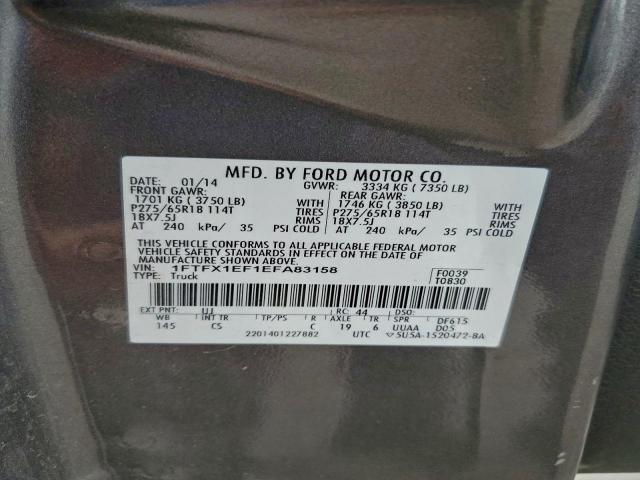 MFD. BY FORD MOTOR CO.
DATE: 01/14 GVWR: 3334 KG ( 7350 LB)
FRONT GAWR: REAR GAWR:
1701 KG ( 3750 LB) WITH 1746 KG ( 3850 LB) WITH
P275/65R18 114T TIRES P275/65R18 114T TIRES
18X7.5J RIMS 18X7.5J RIMS
AT 240 kPa/ 35 PSI COLD AT 240 kPa/ 35 PSI COLD
THIS VEHICLE CONFORMS TO ALL APPLICABLE FEDERAL MOTOR
VEHICLE SAFETY STANDARDS IN EFFECT ON THE DATE OF
MANUFACTURE SHOWN ABOVE.
VIN: 1FTFX1EF1EFA83158 F0039
TYPE: Truck T0830
EXT PNT: UJ RC: 44 DSO:
WB INT TR TP/PS R AXLE TR SPR DF615
145 CS C 19 6 UUAA D05
2201401227882 UTC 5U5A-1520472-BA